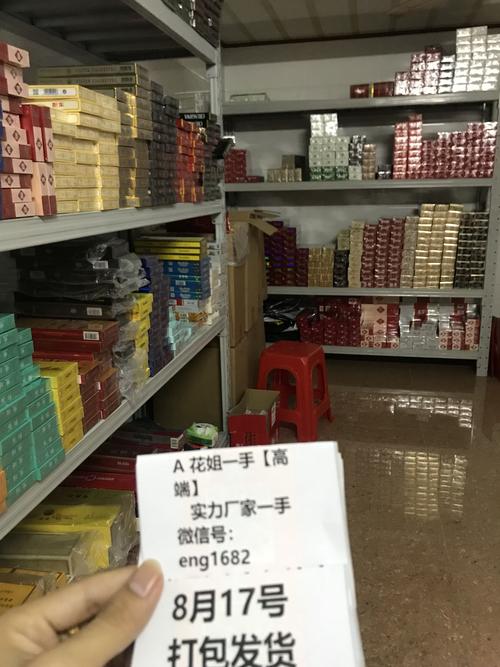 A 花姐一手【高
端】
实力厂家一手
微信号：
eng1682
8月17号
打包发货